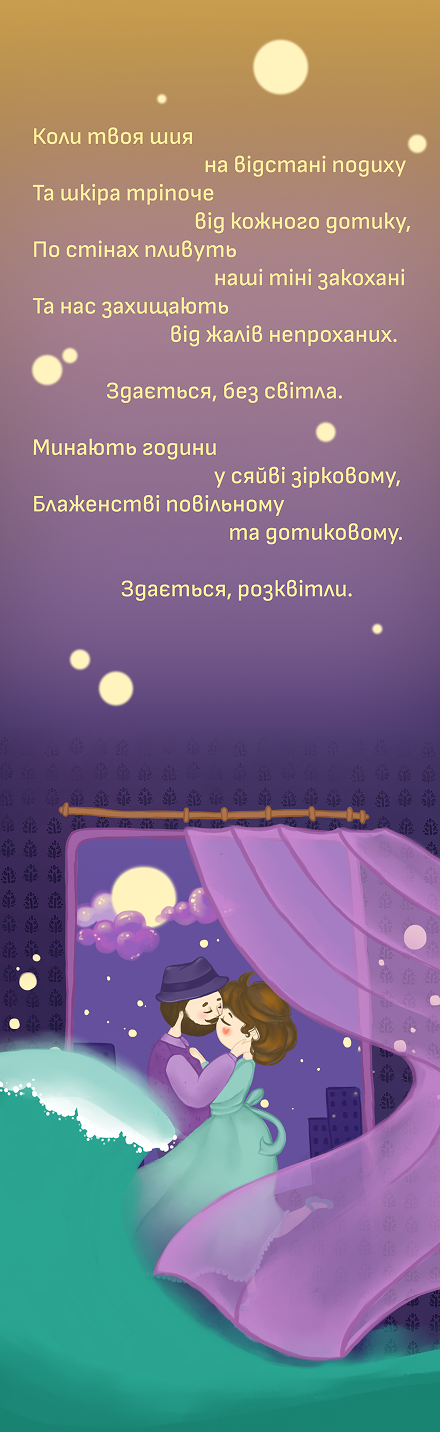 Коли твоя шия
на відстані подиху
Та шкіра тріпоче
від кожного дотику,
По стінах пливуть
наші тіні закохані
Та нас захищають
від жалів непроханих.
Здається, без світла.
Минають години
у сяйві зірковому,
Блаженстві повільному
та дотиковому.
Здається, розквітли.